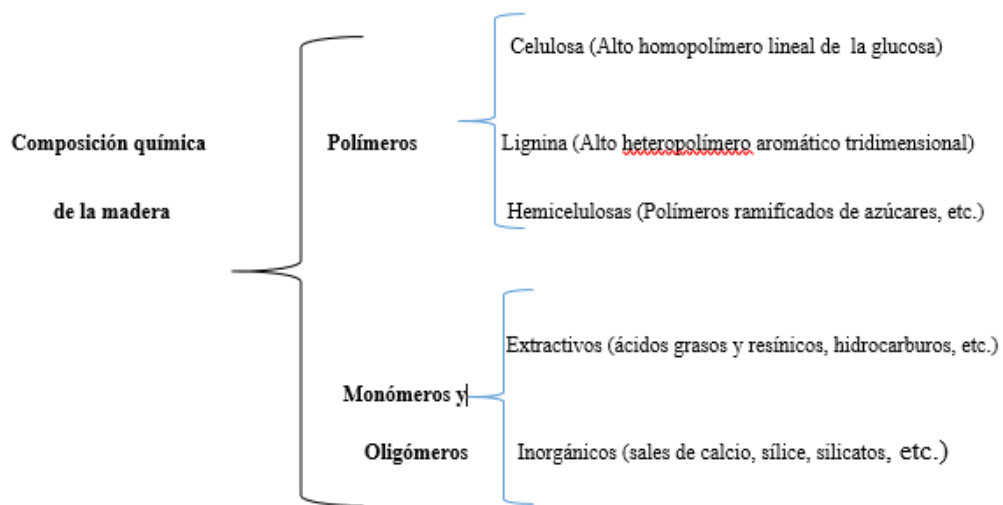 Composición química
de la madera
Polímeros
Celulosa (Alto homopolímero lineal de la glucosa)
Lignina (Alto heteropolímero aromático tridimensional)
Hemicelulosas (Polímeros ramificados de azúcares, etc.)
Monómeros y
Oligómeros
Extractivos (ácidos grasos y resínicos, hidrocarburos, etc.)
Inorgánicos (sales de calcio, sílice, silicatos, etc.)